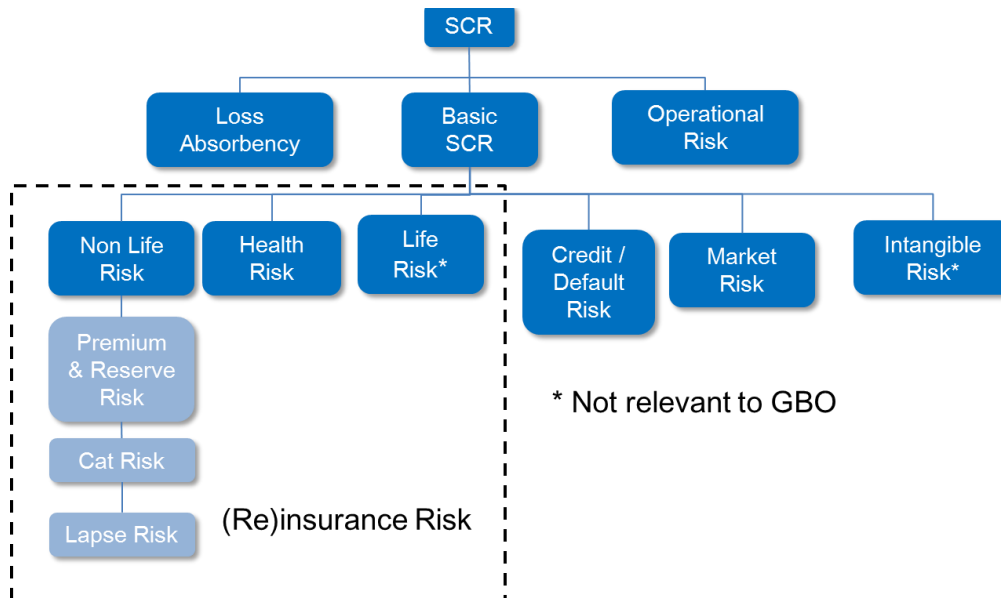 SCR
Loss
Absorbency
Basic
SCR
Operational
Risk
Non Life
Risk
Health
Risk
Life
Risk*
Credit /
Default
Risk
Market
Risk
Intangible
Risk*
Premium
& Reserve
Risk
Cat Risk
Lapse Risk
(Re)insurance Risk
* Not relevant to GBO